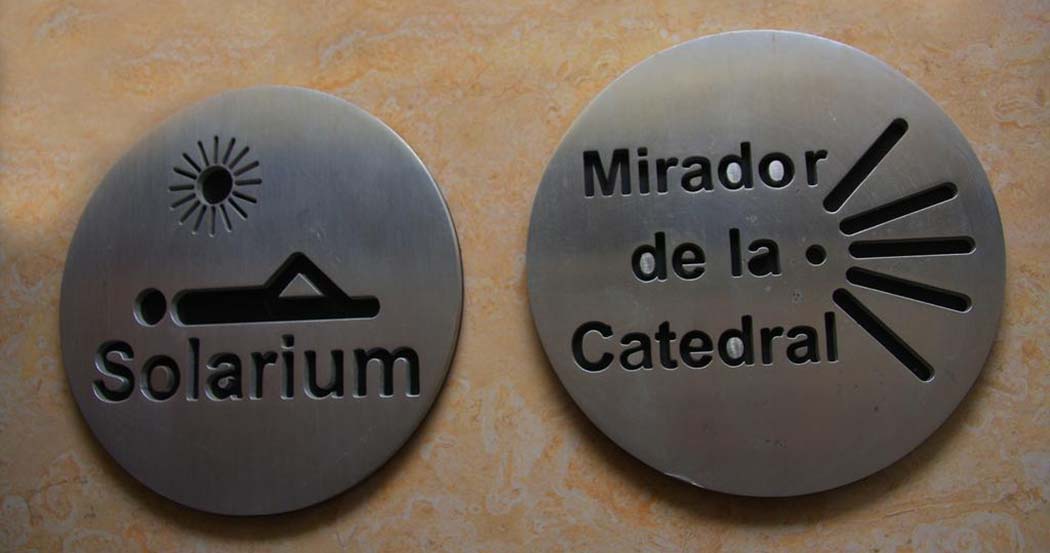 Solarium
Mirador
de la
Catedral